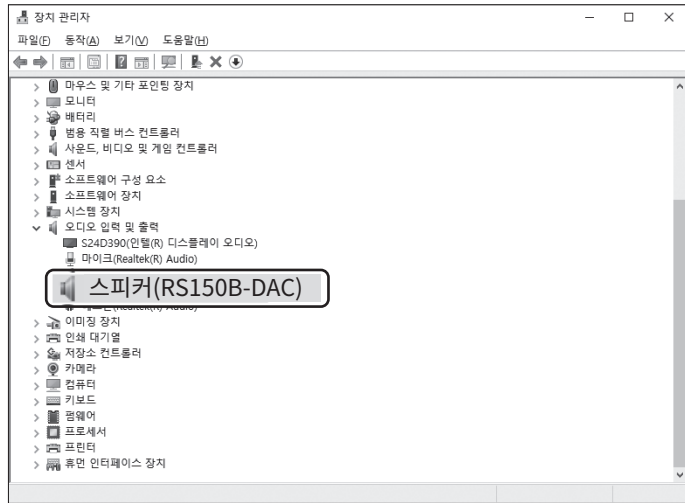 장치 관리자
파일(F) 동작(A) 보기(V) 도움말(H)
마우스 및 기타 포인팅 장치
모니터
배터리
범용 직렬 버스 컨트롤러
사운드, 비디오 및 게임 컨트롤러
센서
소프트웨어 구성 요소
소프트웨어 장치
시스템 장치
오디오 입력 및 출력
S24D390(인텔(R) 디스플레이 오디오)
마이크(Realtek(R) Audio)
스피커(RS150B-DAC)
(Realtek(R) Audio)
이미징 장치
인쇄 대기열
저장소 컨트롤러
카메라
컴퓨터
키보드
펌웨어
프로세서
프린터
휴먼 인터페이스 장치